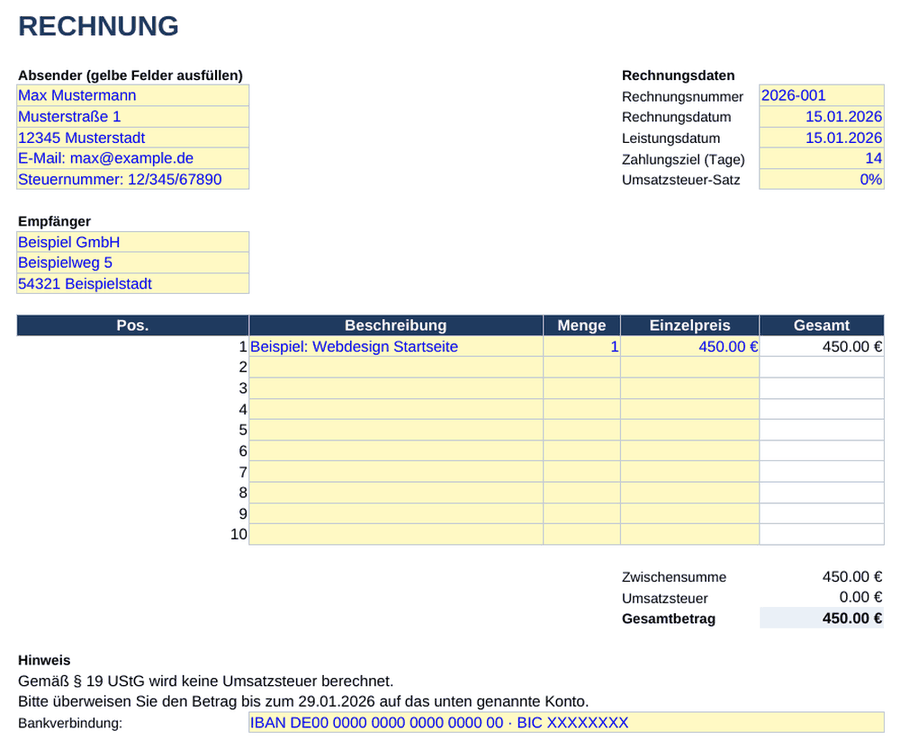 RECHNUNG
Absender (gelbe Felder ausfüllen)
Max Mustermann
Musterstraße 1
12345 Musterstadt
E-Mail: max@example.de
Steuernummer: 12/345/67890
Rechnungsdaten
Rechnungsnummer 2026-001
Rechnungsdatum 15.01.2026
Leistungsdatum 15.01.2026
Zahlungsziel (Tage) 14
Umsatzsteuer-Satz 0%
Empfänger
Beispiel GmbH
Beispielweg 5
54321 Beispielstadt
Pos. Beschreibung Menge Einzelpreis Gesamt
1 Beispiel: Webdesign Startseite 1 450.00 € 450.00 €
2
3
4
5
6
7
8
9
10
Zwischensumme 450.00 €
Umsatzsteuer 0.00 €
Gesamtbetrag 450.00 €
Hinweis
Gemäß § 19 UStG wird keine Umsatzsteuer berechnet.
Bitte überweisen Sie den Betrag bis zum 29.01.2026 auf das unten genannte Konto.
Bankverbindung: IBAN DE00 0000 0000 0000 0000 00 · BIC XXXXXXXX